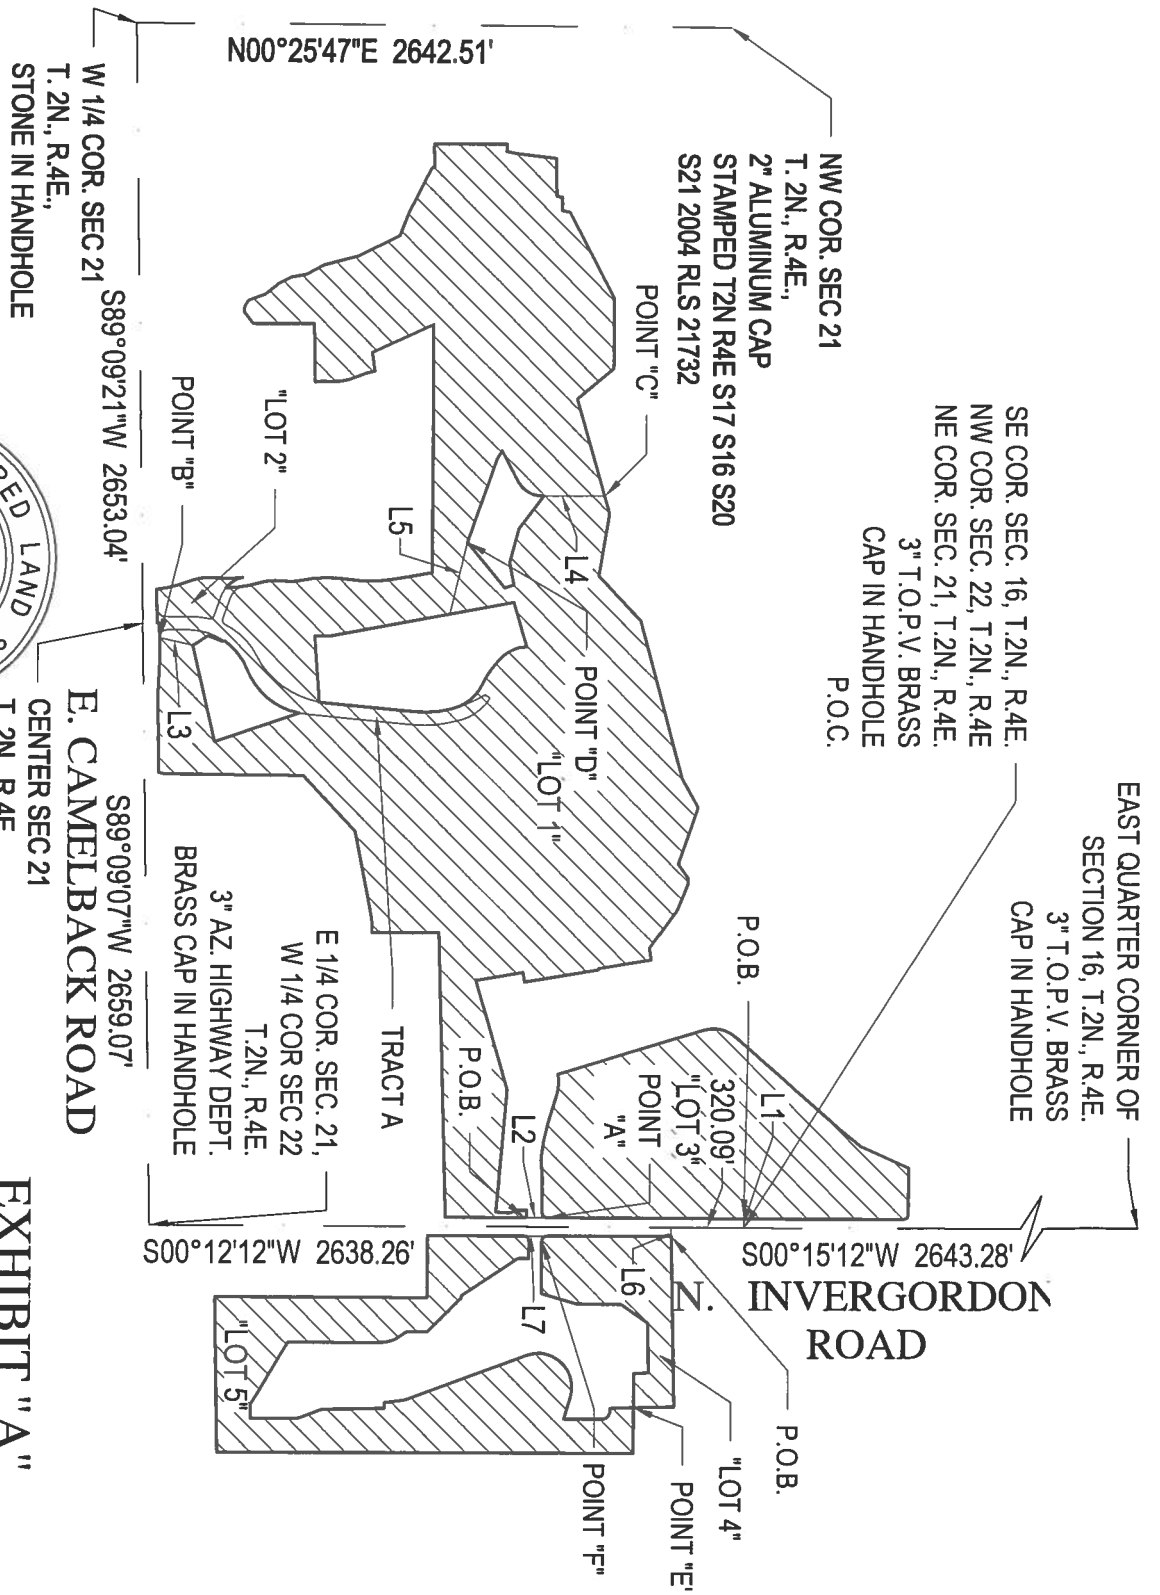 EAST QUARTER CORNER OF
SECTION 16, T.2N., R.4E.
3" T.O.P.V. BRASS
CAP IN HANDHOLE
SE COR. SEC. 16, T.2N., R.4E.
NW COR. SEC. 22, T.2N., R.4E
NE COR. SEC. 21, T.2N., R.4E.
3" T.O.P.V. BRASS
CAP IN HANDHOLE
P.O.C.
NW COR. SEC 21
T. 2N., R.4E.,
2" ALUMINUM CAP
STAMPED T2N R4E S17 S16 S20
S21 2004 RLS 21732
N00°25'47"E 2642.51'
POINT "C"
L4
L5
POINT "D"
"LOT 1"
P.O.B.
L1
320.09'
"LOT 3"
POINT
"A"
L2
P.O.B.
S00°15'12"W 2643.28'
N. INVERGORDON
ROAD
P.O.B.
"LOT 4"
POINT "E'
POINT "F"
L6
L7
"LOT 5"
S00°12'12"W 2638.26'
TRACT A
E 1/4 COR. SEC. 21,
W 1/4 COR SEC 22
T.2N., R.4E.
3" AZ. HIGHWAY DEPT.
BRASS CAP IN HANDHOLE
"LOT 2"
POINT "B"
L3
W 1/4 COR. SEC 21
T. 2N., R.4E.,
STONE IN HANDHOLE
S89°09'21"W 2653.04'
S89°09'07"W 2659.07'
E. CAMELBACK ROAD
CENTER SEC 21
T. 2N. R.4E
LAND
EXHIBIT "A"